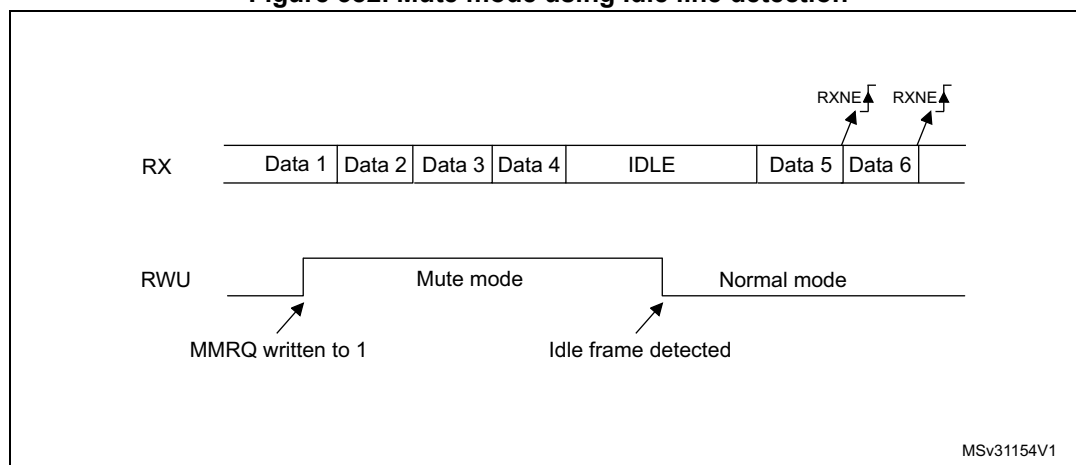 Figure 382. Mute mode using Idle line detection
RXNE RXNE
RX Data 1 Data 2 Data 3 Data 4 IDLE Data 5 Data 6
RWU Mute mode Normal mode
MMRQ written to 1 Idle frame detected
MSv31154V1